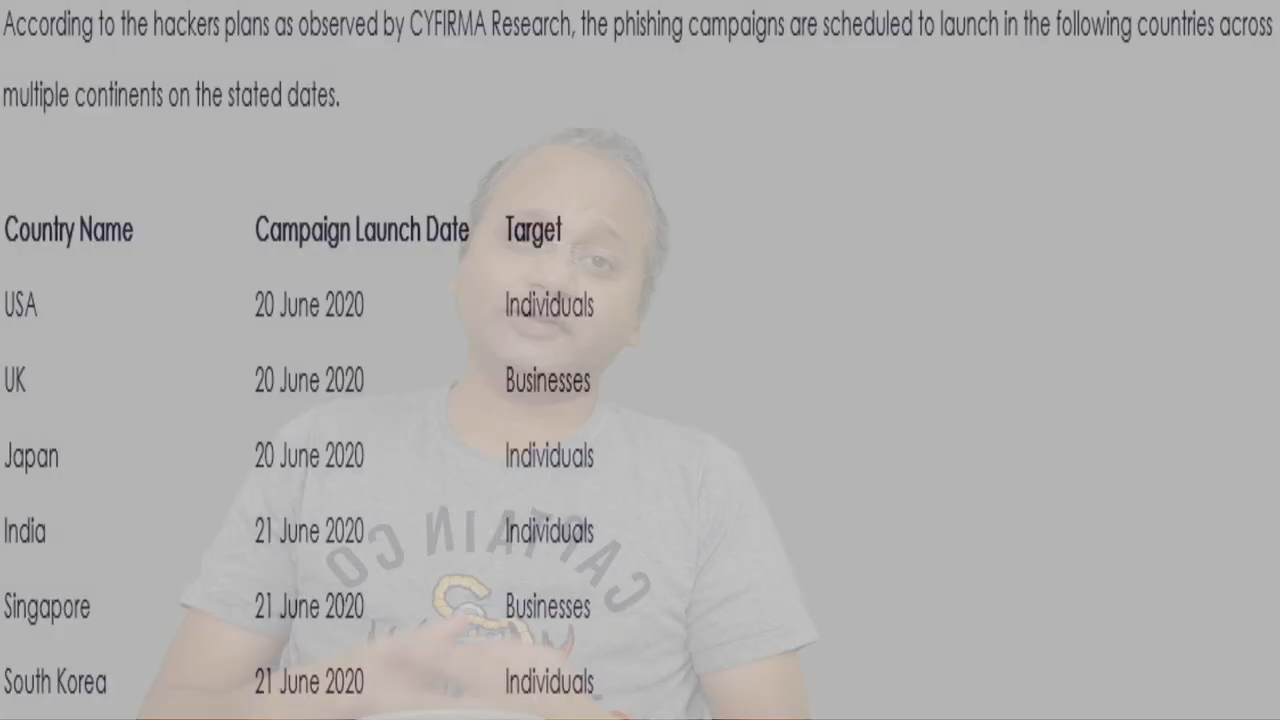 According to the hackers plans as observed by CYFIRMA Research, the phishing campaigns are scheduled to launch in the following countries across
multiple continents on the stated dates.
Country Name Campaign Launch Date Target
USA 20 June 2020 Individuals
UK 20 June 2020 Businesses
Japan 20 June 2020 Individuals
India 21 June 2020 Individuals
Singapore 21 June 2020 Businesses
South Korea 21 June 2020 Individuals
CAPTAIN CO